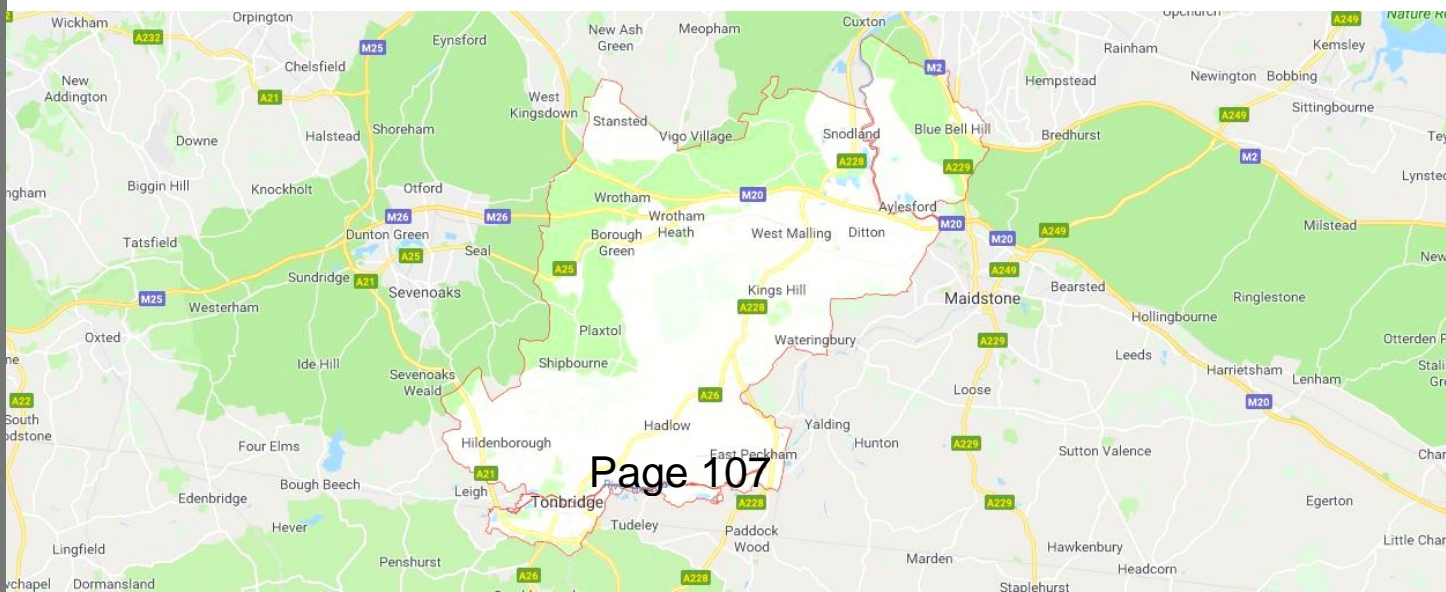 Wickham
Orpington
A232
M25
Eynsford
New Ash
Green
Meopham
Cuxton
A249
Nature
Kemsley
Rainham
Chelsfield
New
Addington
A21
West
Kingsdown
M2
Hempstead
Newington
Bobbing
Sittingbourne
Stansted
Vigo Village
Snodland
Blue Bell Hill
Bredhurst
A249
Downe
Halstead
Shoreham
A228
A229
M2
Biggin Hill
Knockholt
Otford
Wrotham
M20
Aylesford
M26
M26
Wrotham
Heath
Milstead
Tatsfield
Dunton Green
Seal
Borough
Green
West Malling
Ditton
M20
M20
A249
A25
A25
A249
Sundridge
A21
Sevenoaks
M25
Westerham
Kings Hill
A228
Maidstone
Bearsted
Ringlestone
Hollingbourne
Oxted
Plaxtol
Wateringbury
A229
Leeds
Ide Hill
Shipbourne
Sevenoaks
Weald
Harrietsham
Lenham
Loose
A22
A26
M20
Hadlow
Yalding
Four Elms
Hildenborough
Hunton
A229
Sutton Valence
East Peckham
Page 107
A21
Bough Beech
Leigh
Edenbridge
Tonbridge
A228
A229
Egerton
Hever
Tudeley
Paddock
Wood
Lingfield
Penshurst
Marden
Hawkenbury
Headcorn
Dormansland
A26
A228
Staplehurst